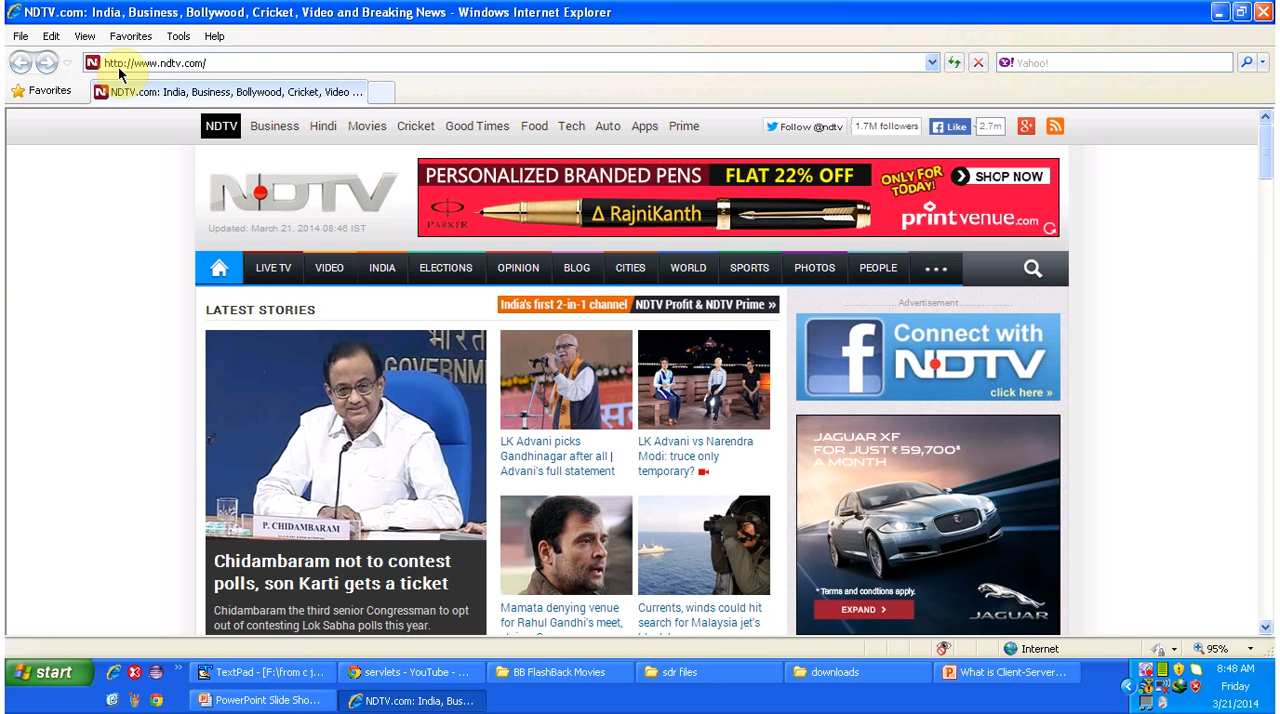 NDTV.com: India, Business, Bollywood, Cricket, Video and Breaking News - Windows Internet Explorer
File Edit View Favorites Tools Help
http://www.ndtv.com/
Yahoo!
Favorites
NDTV.com: India, Business, Bollywood, Cricket, Video ...
NDTV Business Hindi Movies Cricket Good Times Food Tech Auto Apps Prime
Follow @ndtv 1.7M followers Like 2.7m
NDTV
Updated: March 21, 2014 08:46 IST
PERSONALIZED BRANDED PENS FLAT 22% OFF
ONLY FOR TODAY!
SHOP NOW
PARKER
RajniKanth
printvenue.com
LIVE TV VIDEO INDIA ELECTIONS OPINION BLOG CITIES WORLD SPORTS PHOTOS PEOPLE ...
LATEST STORIES
India's first 2-in-1 channel NDTV Profit & NDTV Prime »
भारत
GOVERNME
P. CHIDAMBARAM
Chidambaram not to contest
polls, son Karti gets a ticket
Chidambaram the third senior Congressman to opt
out of contesting Lok Sabha polls this year.
LK Advani picks
Gandhinagar after all |
Advani's full statement
LK Advani vs Narendra
Modi: truce only
temporary?
Mamata denying venue
for Rahul Gandhi's meet,
Currents, winds could hit
search for Malaysia jet's
Advertisement
Connect with
NDTV
click here »
JAGUAR XF
FOR JUST ₹ 59,700*
A MONTH
* Terms and condtions apply.
EXPAND
JAGUAR
Internet
95%
start
TextPad - [F:\from c j...
servlets - YouTube - ...
BB FlashBack Movies
sdr files
downloads
What is Client-Server...
PowerPoint Slide Sho...
NDTV.com: India, Bus...
8:48 AM
Friday
3/21/2014